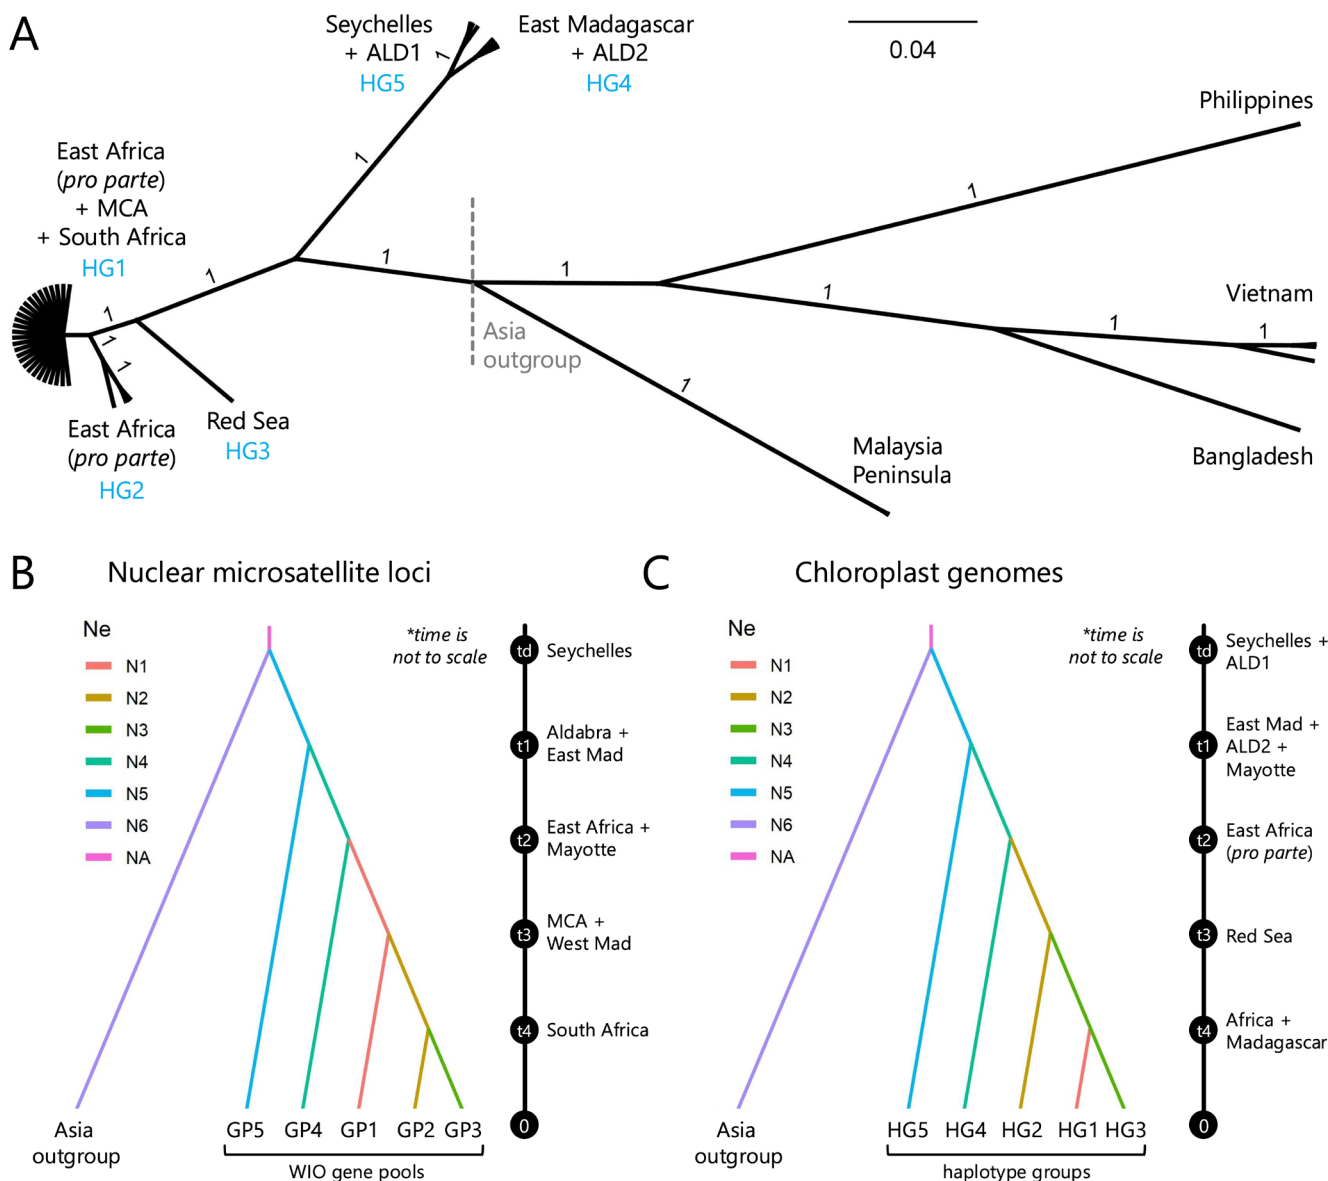 A
Seychelles
+ ALD1
HG5
East Madagascar
+ ALD2
HG4
0.04
Philippines
East Africa
(pro parte)
+ MCA
+ South Africa
HG1
1
1
1
1
1
1
1
1
1
1
1
1
1
Asia
outgroup
Vietnam
Red Sea
HG3
East Africa
(pro parte)
HG2
Malaysia
Peninsula
Bangladesh
B
Nuclear microsatellite loci
Ne
N1
N2
N3
N4
N5
N6
NA
*time is
not to scale
td Seychelles
t1 Aldabra +
East Mad
t2 East Africa +
Mayotte
t3 MCA +
West Mad
t4 South Africa
0
Asia
outgroup
GP5 GP4 GP1 GP2 GP3
WIO gene pools
C
Chloroplast genomes
Ne
N1
N2
N3
N4
N5
N6
NA
*time is
not to scale
td Seychelles +
ALD1
t1 East Mad +
ALD2 +
Mayotte
t2 East Africa
(pro parte)
t3 Red Sea
t4 Africa +
Madagascar
0
Asia
outgroup
HG5 HG4 HG2 HG1 HG3
haplotype groups